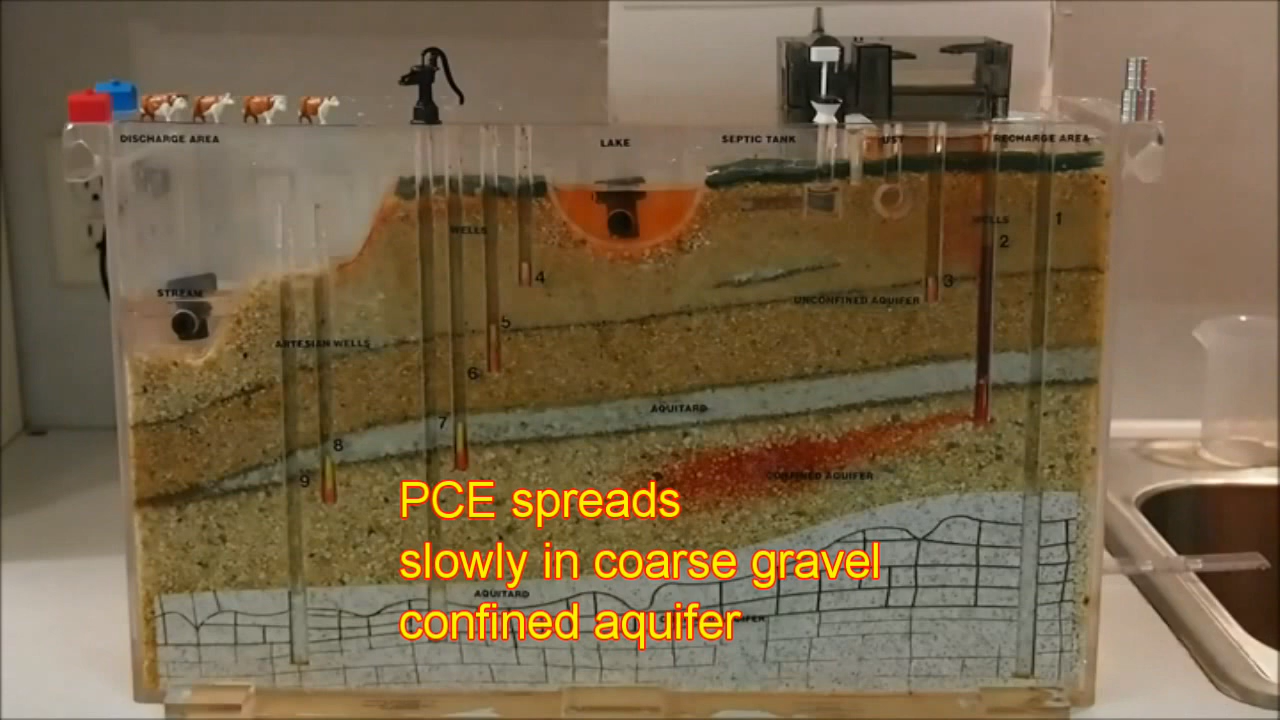 DISCHARGE AREA
LAKE
SEPTIC TANK
UST
RECHARGE AREA
WELLS
WELLS
1
2
STREAM
4
3
UNCONFINED AQUIFER
5
ARTESIAN WELLS
6
AQUITARD
7
8
9
CONFINED AQUIFER
PCE spreads
slowly in coarse gravel
confined aquifer
AQUITARD